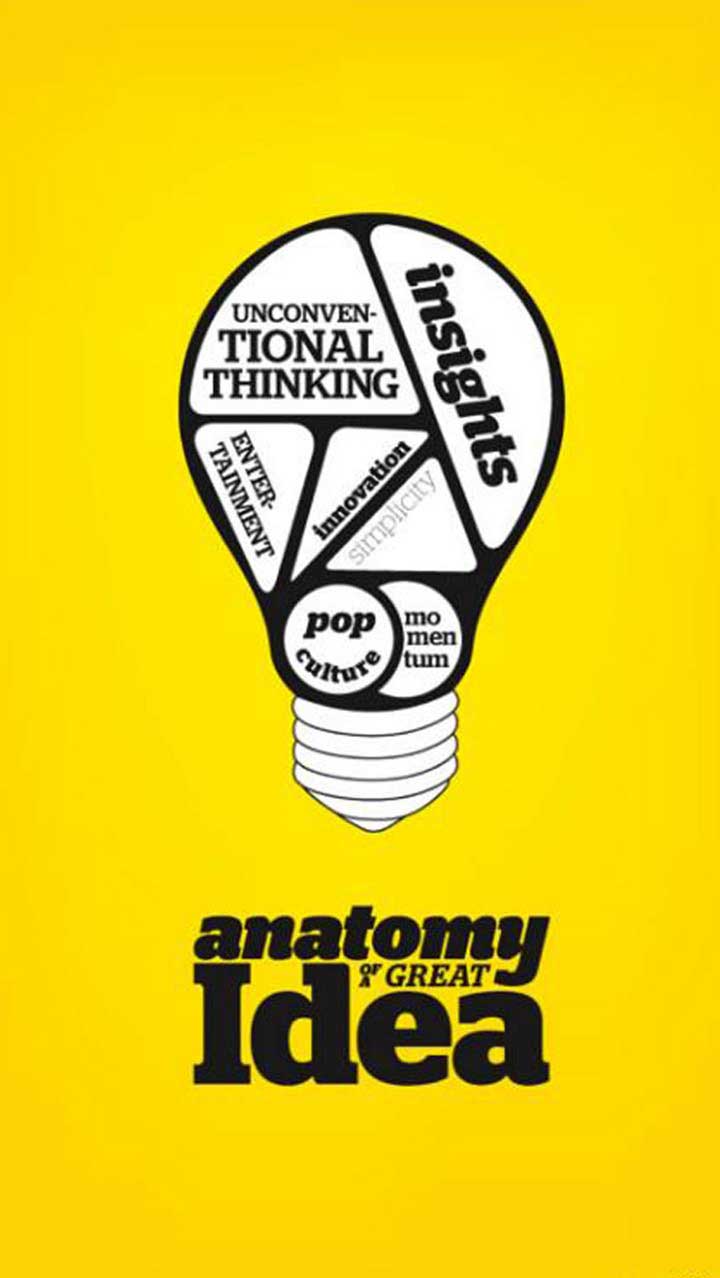 UNCONVEN-
TIONAL
THINKING
insights
ENTER-
TAINMENT
innovation
simplicity
pop
culture
mo
men
tum
anatomy
OF
A
GREAT
Idea